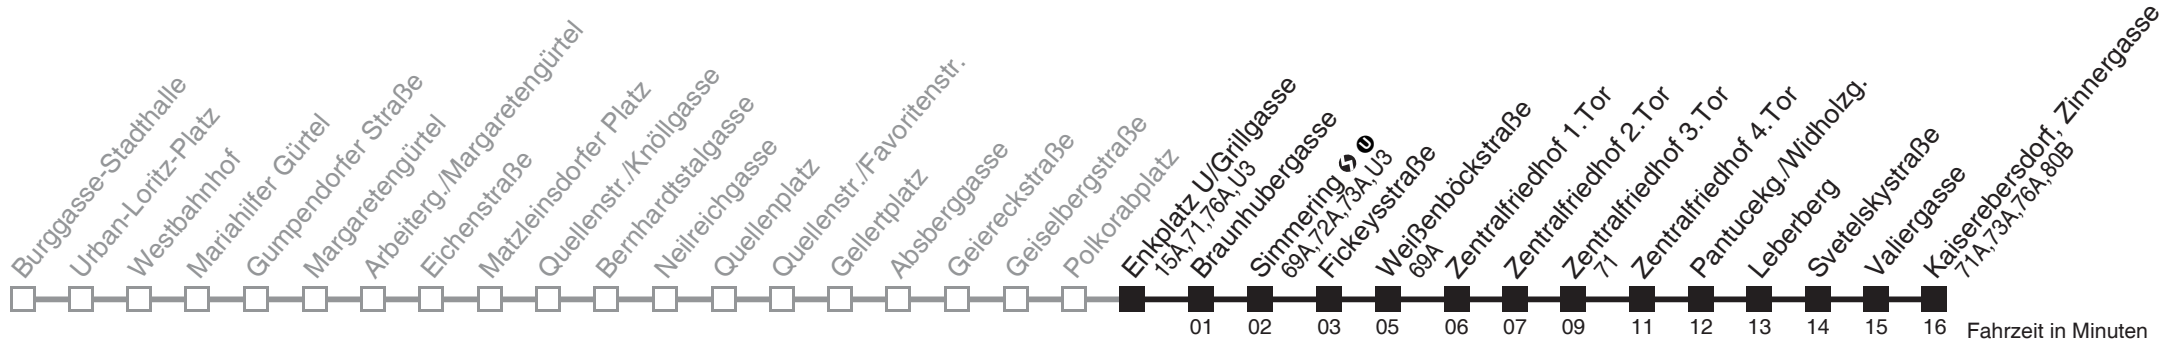 Burggasse-Stadthalle
Urban-Loritz-Platz
Westbahnhof
Mariahilfer Gürtel
Gumpendorfer Straße
Margaretengürtel
Arbeiterg./Margaretengürtel
Eichenstraße
Matzleinsdorfer Platz
Quellenstr./Knöllgasse
Bernhardtstalgasse
Neilreichgasse
Quellenplatz
Quellenstr./Favoritenstr.
Gellertplatz
Absberggasse
Geiereckstraße
Geiselbergstraße
Polkorabplatz
Enkplatz U/Grillgasse
15A,71,76A,U3
Braunhubergasse
Simmering S U
69A,72A,73A,U3
Fickeysstraße
Weißenböckstraße
69A
Zentralfriedhof 1.Tor
Zentralfriedhof 2.Tor
Zentralfriedhof 3.Tor
71
Zentralfriedhof 4.Tor
Pantucekg./Widholzg.
Leberberg
Svetelskystraße
Valiergasse
Kaiserebersdorf, Zinnergasse
71A,73A,76A,80B
01 02 03 05 06 07 09 11 12 13 14 15 16 Fahrzeit in Minuten